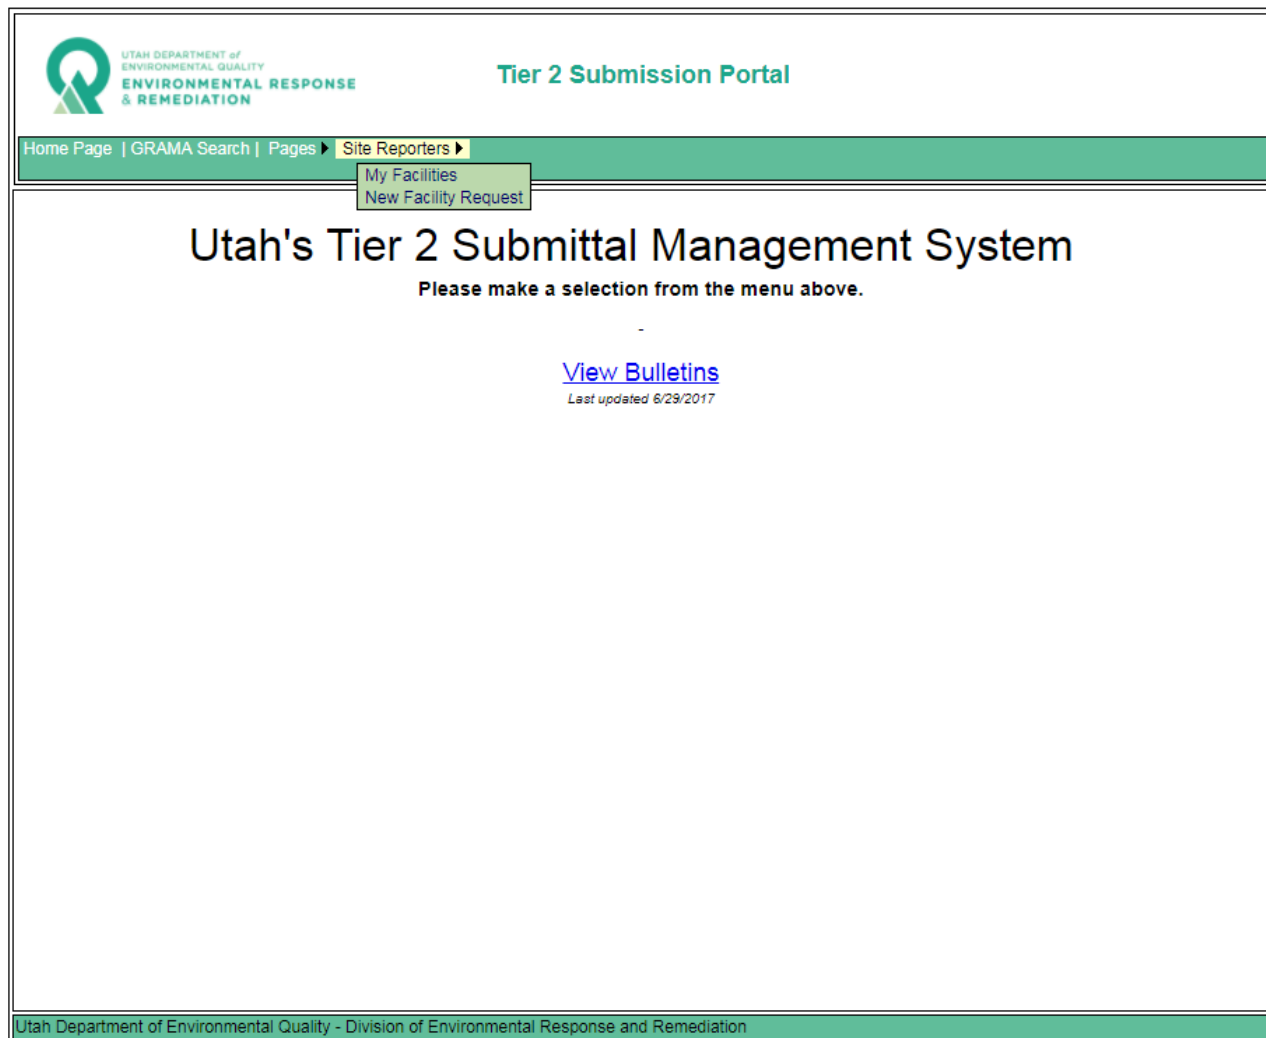 UTAH DEPARTMENT of
ENVIRONMENTAL QUALITY
ENVIRONMENTAL RESPONSE
& REMEDIATION
Tier 2 Submission Portal
Home Page | GRAMA Search | Pages Site Reporters
My Facilities
New Facility Request
Utah's Tier 2 Submittal Management System
Please make a selection from the menu above.
-
View Bulletins
Last updated 6/29/2017
Utah Department of Environmental Quality - Division of Environmental Response and Remediation